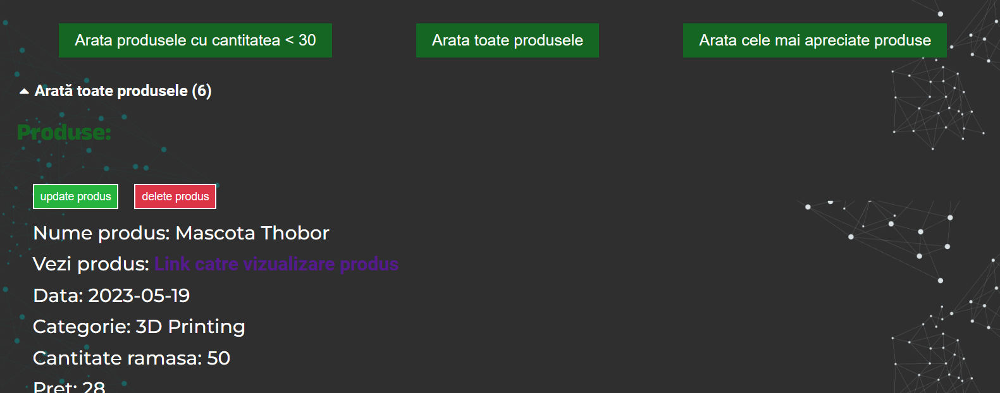 Arata produsele cu cantitatea < 30
Arata toate produsele
Arata cele mai apreciate produse
Arată toate produsele (6)
Produse:
update produs
delete produs
Nume produs: Mascota Thobor
Vezi produs: Link catre vizualizare produs
Data: 2023-05-19
Categorie: 3D Printing
Cantitate ramasa: 50
Pret: 28